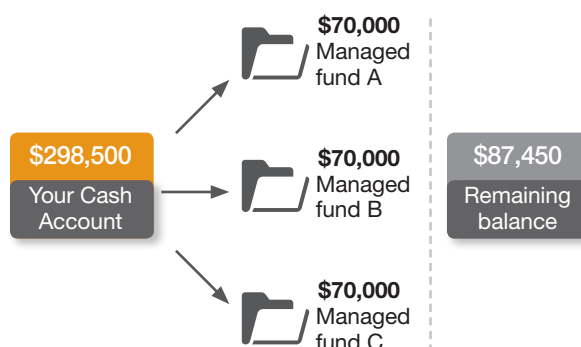 $298,500
Your Cash
Account
$70,000
Managed
fund A
$70,000
Managed
fund B
$70,000
Managed
fund C
$87,450
Remaining
balance